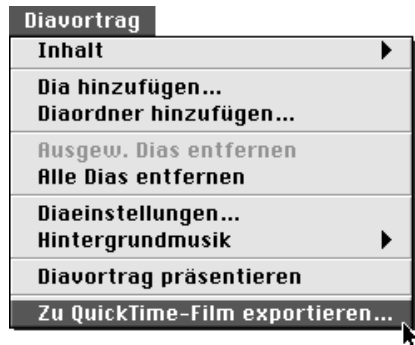 Diavortrag
Inhalt
Dia hinzufügen...
Diaordner hinzufügen...
Ausgew. Dias entfernen
Alle Dias entfernen
Diaeinstellungen...
Hintergrundmusik
Diavortrag präsentieren
Zu QuickTime-Film exportieren...